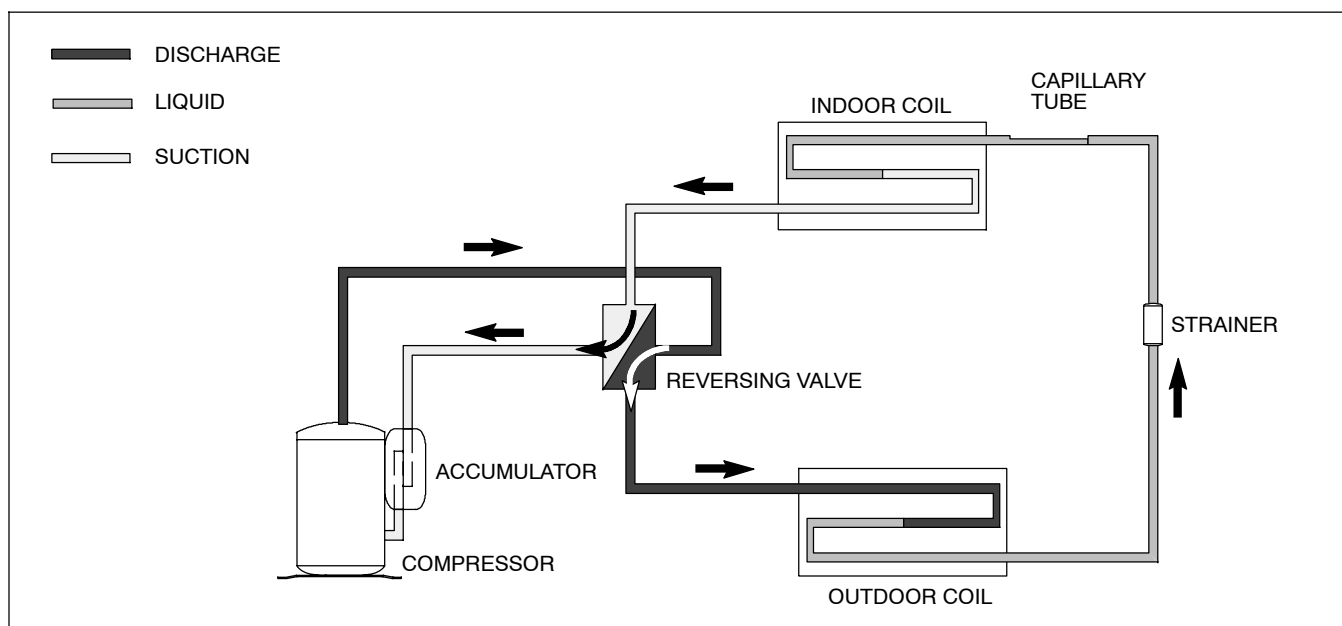 DISCHARGE
LIQUID
SUCTION
CAPILLARY
TUBE
INDOOR COIL
STRAINER
REVERSING VALVE
ACCUMULATOR
COMPRESSOR
OUTDOOR COIL